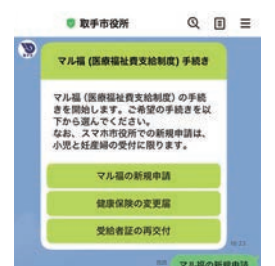 取手市役所
マル福 (医療福祉費支給制度) 手続き
マル福（医療福祉費支給制度）の手続
きを開始します。ご希望の手続きを以
下から選んでください。
なお、スマホ市役所での新規申請は、
小児と妊産婦の受付に限ります。
マル福の新規申請
健康保険の変更届
受給者証の再交付
マル福の新規申請